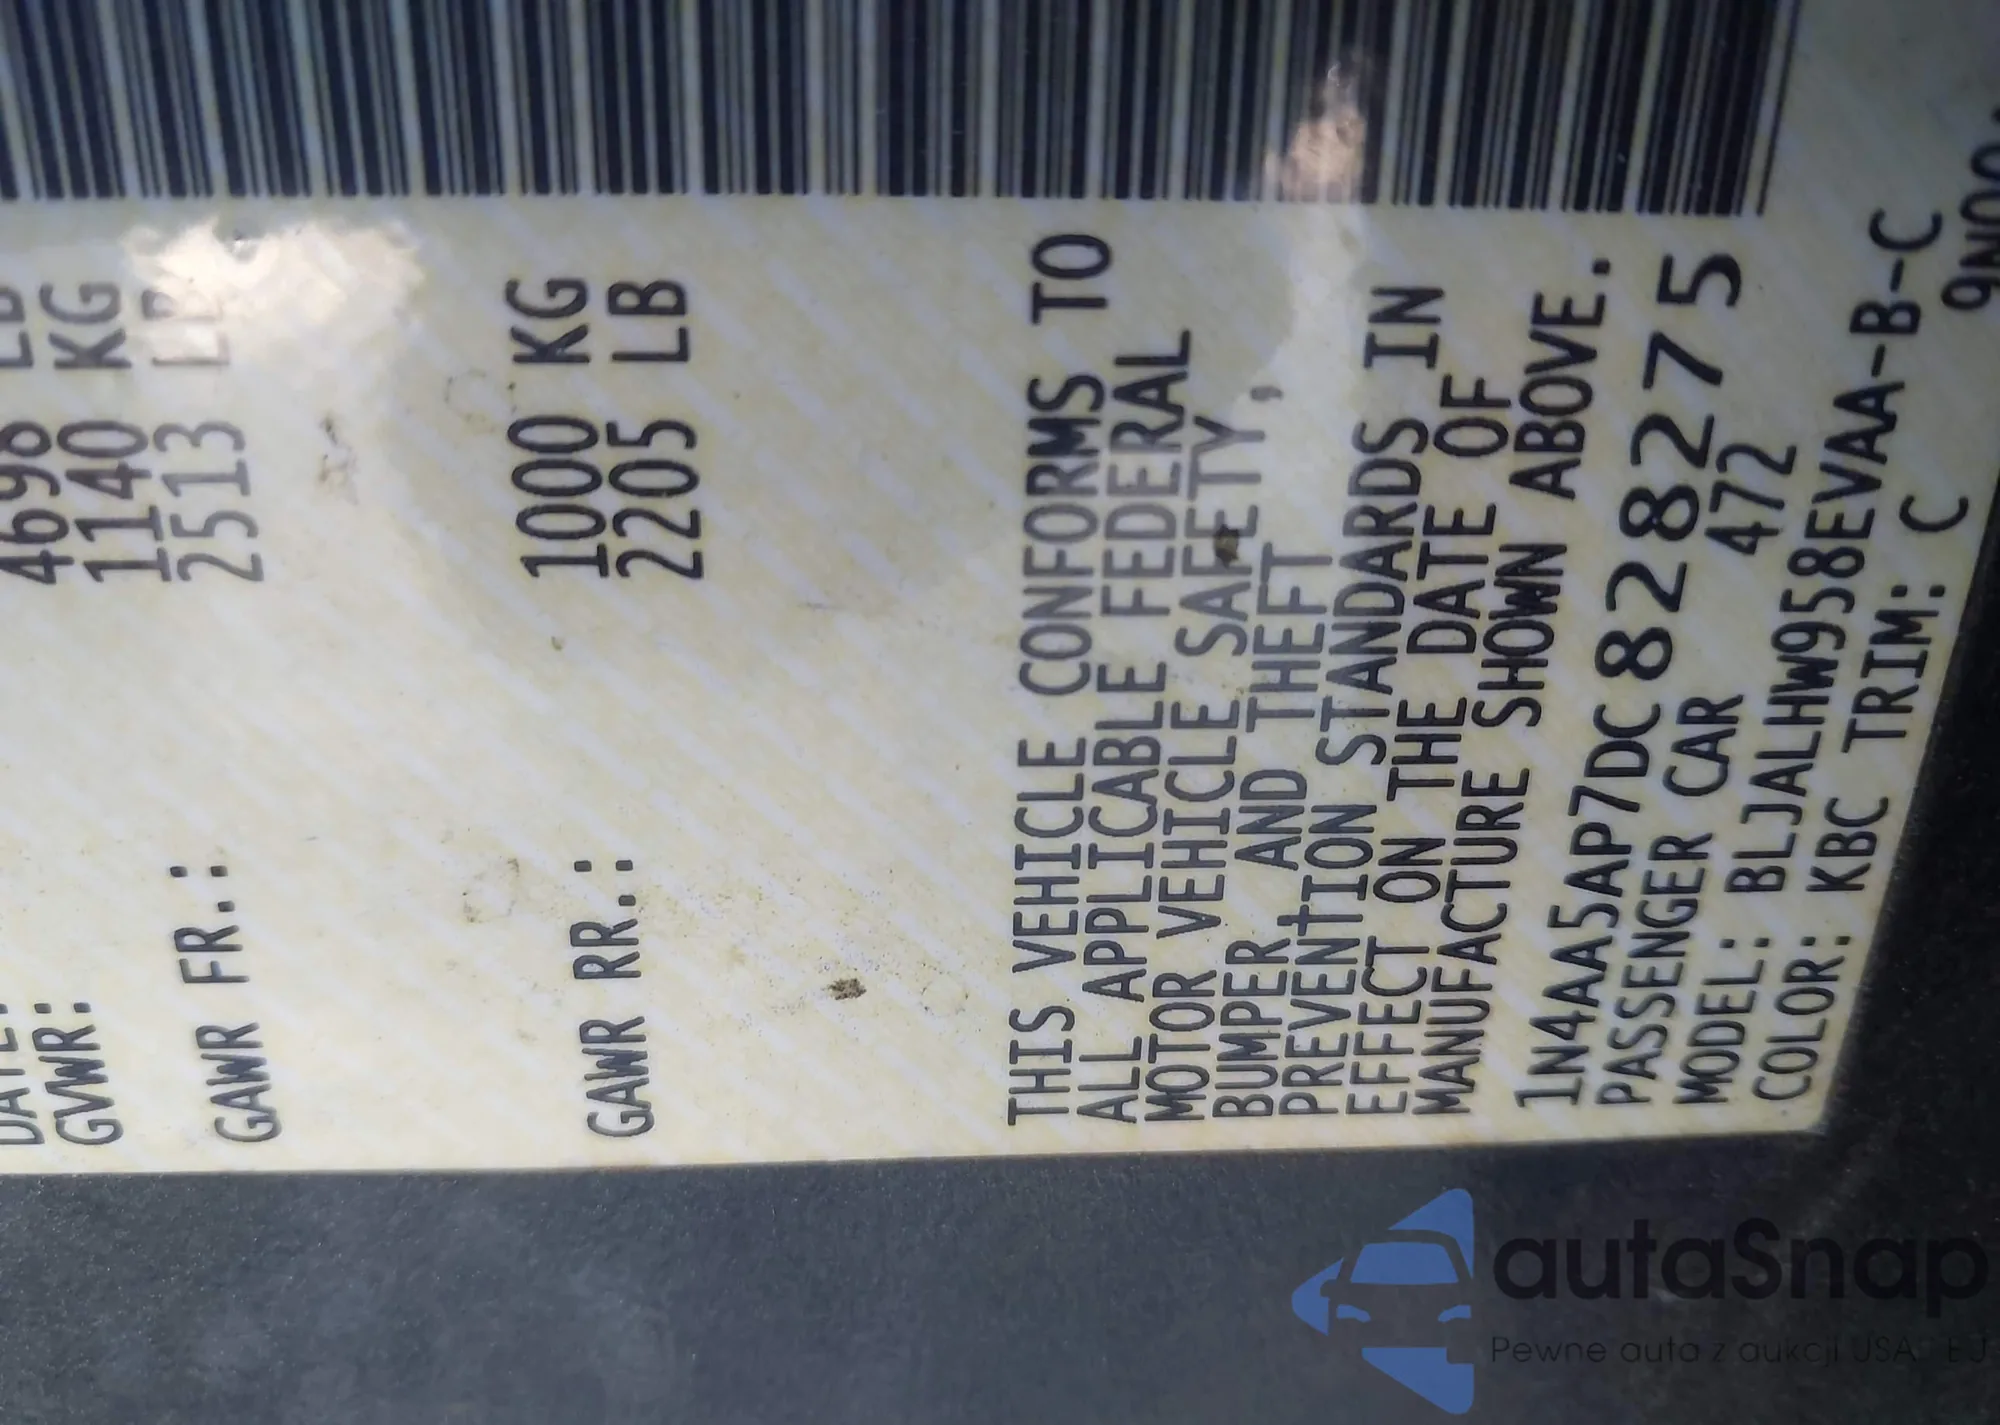 DATE:
GVWR: 4698 LB
1140 KG
GAWR FR.: 2513 LB
1000 KG
GAWR RR.: 2205 LB
THIS VEHICLE CONFORMS TO
ALL APPLICABLE FEDERAL
MOTOR VEHICLE SAFETY,
BUMPER AND THEFT
PREVENTION STANDARDS IN
EFFECT ON THE DATE OF
MANUFACTURE SHOWN ABOVE.
1N4AA5AP7DC828275
PASSENGER CAR 472
MODEL: BLJALHW958EVAA-B-C
COLOR: KBC TRIM: C
autaSnap
Pewne auta z aukcji USA